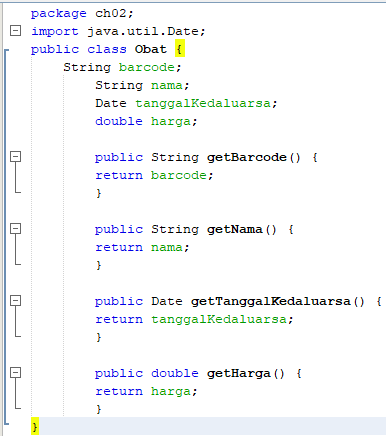 package ch02;
import java.util.Date;
public class Obat {
String barcode;
String nama;
Date tanggalKedaluarsa;
double harga;
public String getBarcode() {
return barcode;
}
public String getNama() {
return nama;
}
public Date getTanggalKedaluarsa() {
return tanggalKedaluarsa;
}
public double getHarga() {
return harga;
}
}